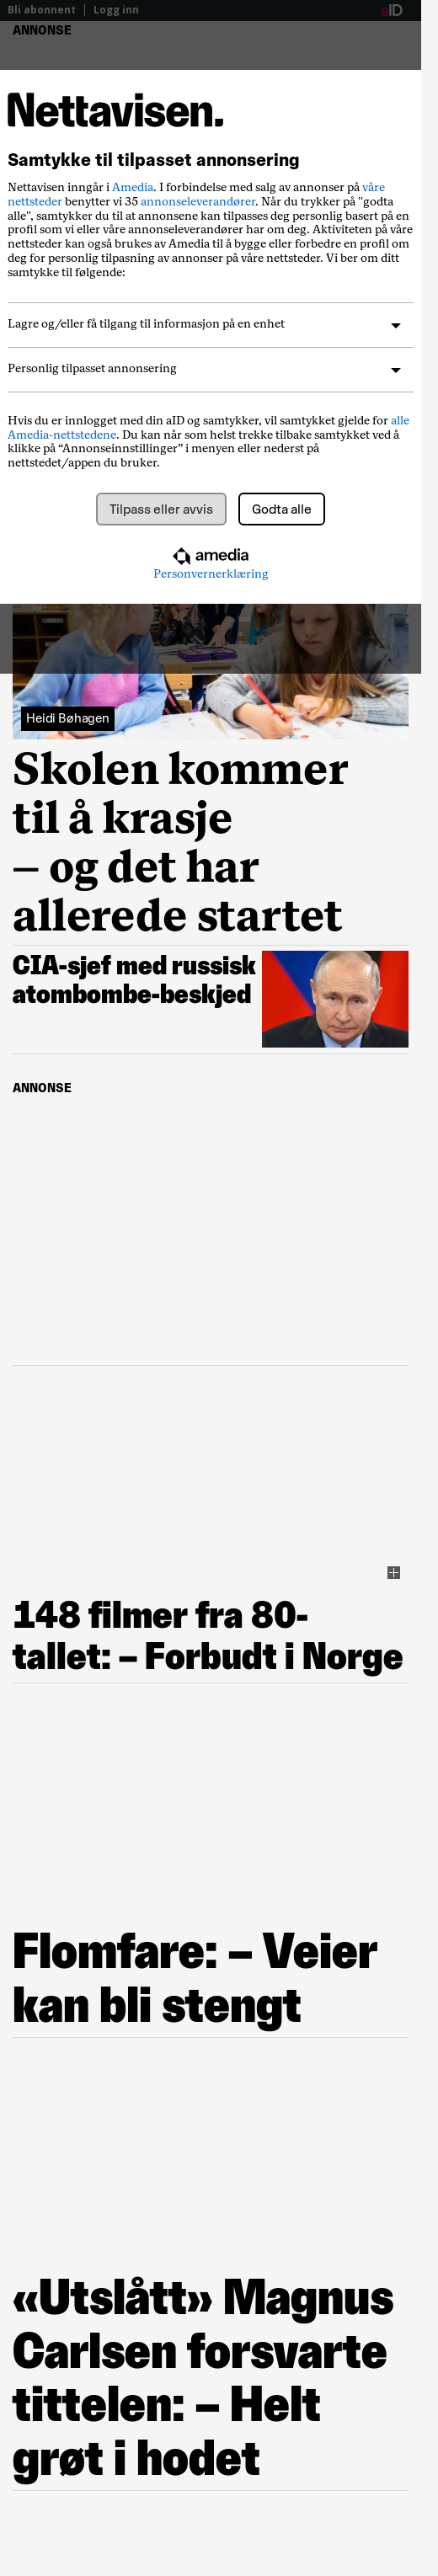 Bli abonnent
Logg inn
aID
ANNONSE
Nettavisen.
Samtykke til tilpasset annonsering
Nettavisen inngår i Amedia. I forbindelse med salg av annonser på våre
nettsteder benytter vi 35 annonseleverandører. Når du trykker på "godta
alle", samtykker du til at annonsene kan tilpasses deg personlig basert på en
profil som vi eller våre annonseleverandører har om deg. Aktiviteten på våre
nettsteder kan også brukes av Amedia til å bygge eller forbedre en profil om
deg for personlig tilpasning av annonser på våre nettsteder. Vi ber om ditt
samtykke til følgende:
Lagre og/eller få tilgang til informasjon på en enhet
Personlig tilpasset annonsering
Hvis du er innlogget med din aID og samtykker, vil samtykket gjelde for alle
Amedia-nettstedene. Du kan når som helst trekke tilbake samtykket ved å
klikke på “Annonseinnstillinger” i menyen eller nederst på
nettstedet/appen du bruker.
Tilpass eller avvis
Godta alle
amedia
Personvernerklæring
Heidi Bøhagen
Skolen kommer
til å krasje
– og det har
allerede startet
CIA-sjef med russisk
atombombe-beskjed
ANNONSE
148 filmer fra 80-
tallet: – Forbudt i Norge
Flomfare: – Veier
kan bli stengt
«Utslått» Magnus
Carlsen forsvarte
tittelen: – Helt
grøt i hodet